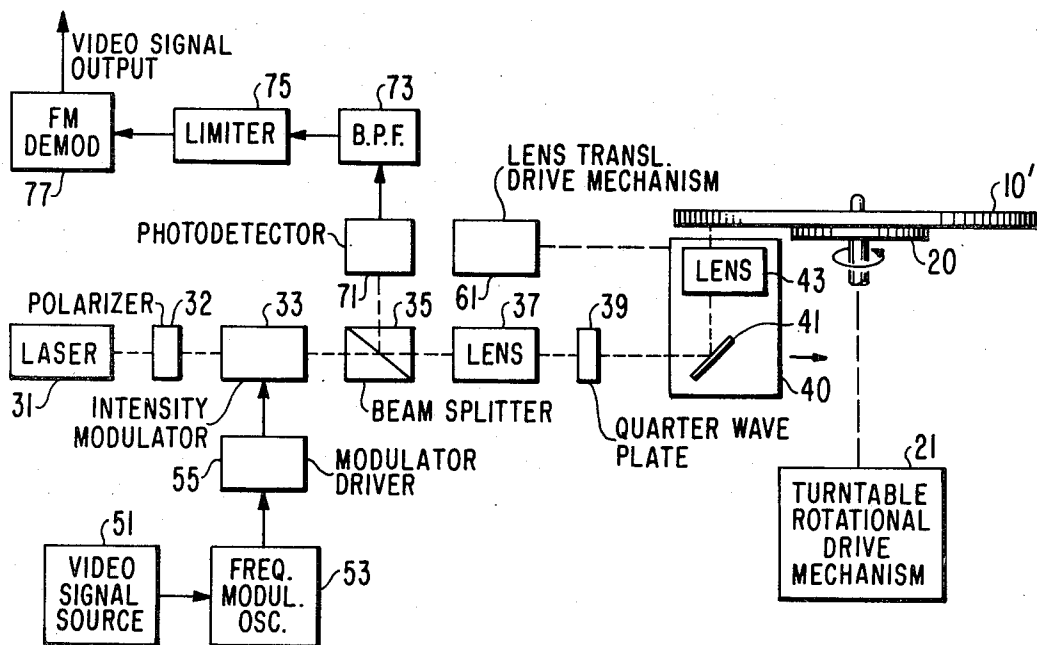 VIDEO SIGNAL
OUTPUT
75
73
FM
DEMOD
LIMITER
B.P.F.
77
LENS TRANSL.
DRIVE MECHANISM
10'
PHOTODETECTOR
71
61
20
LENS
43
POLARIZER
32
33
35
37
39
41
LASER
LENS
31
INTENSITY
MODULATOR
BEAM SPLITTER
40
QUARTER WAVE
PLATE
55
MODULATOR
DRIVER
21
TURNTABLE
ROTATIONAL
DRIVE
MECHANISM
51
VIDEO
SIGNAL
SOURCE
FREQ.
MODUL.
OSC.
53